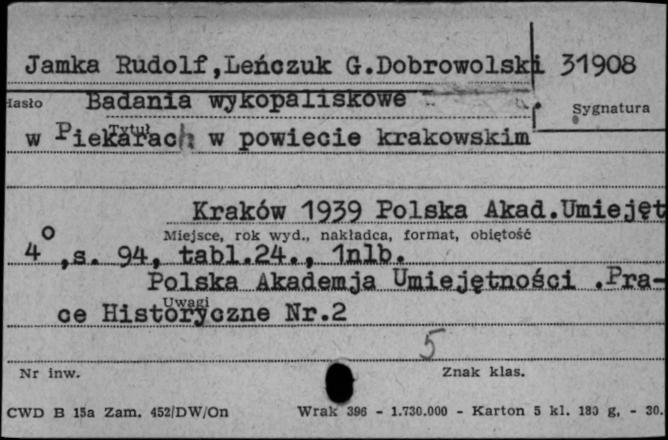 Jamka Rudolf,Leńczuk G.Dobrowolski 31908
Hasło Badania wykopaliskowe Sygnatura
Tytuł
w Piekarach w powiecie krakowskim
Kraków 1939 Polska Akad.Umiejęt
Miejsce, rok wyd., nakładca, format, objętość
4° ,s. 94, tabl.24., 1nlb.
Polska Akademja Umiejętności .Pra-
Uwagi
ce Historyczne Nr.2
5
Nr inw. Znak klas.
CWD B 15a Zam. 452/DW/On Wrak 396 - 1.730.000 - Karton 5 kl. 180 g, - 30.